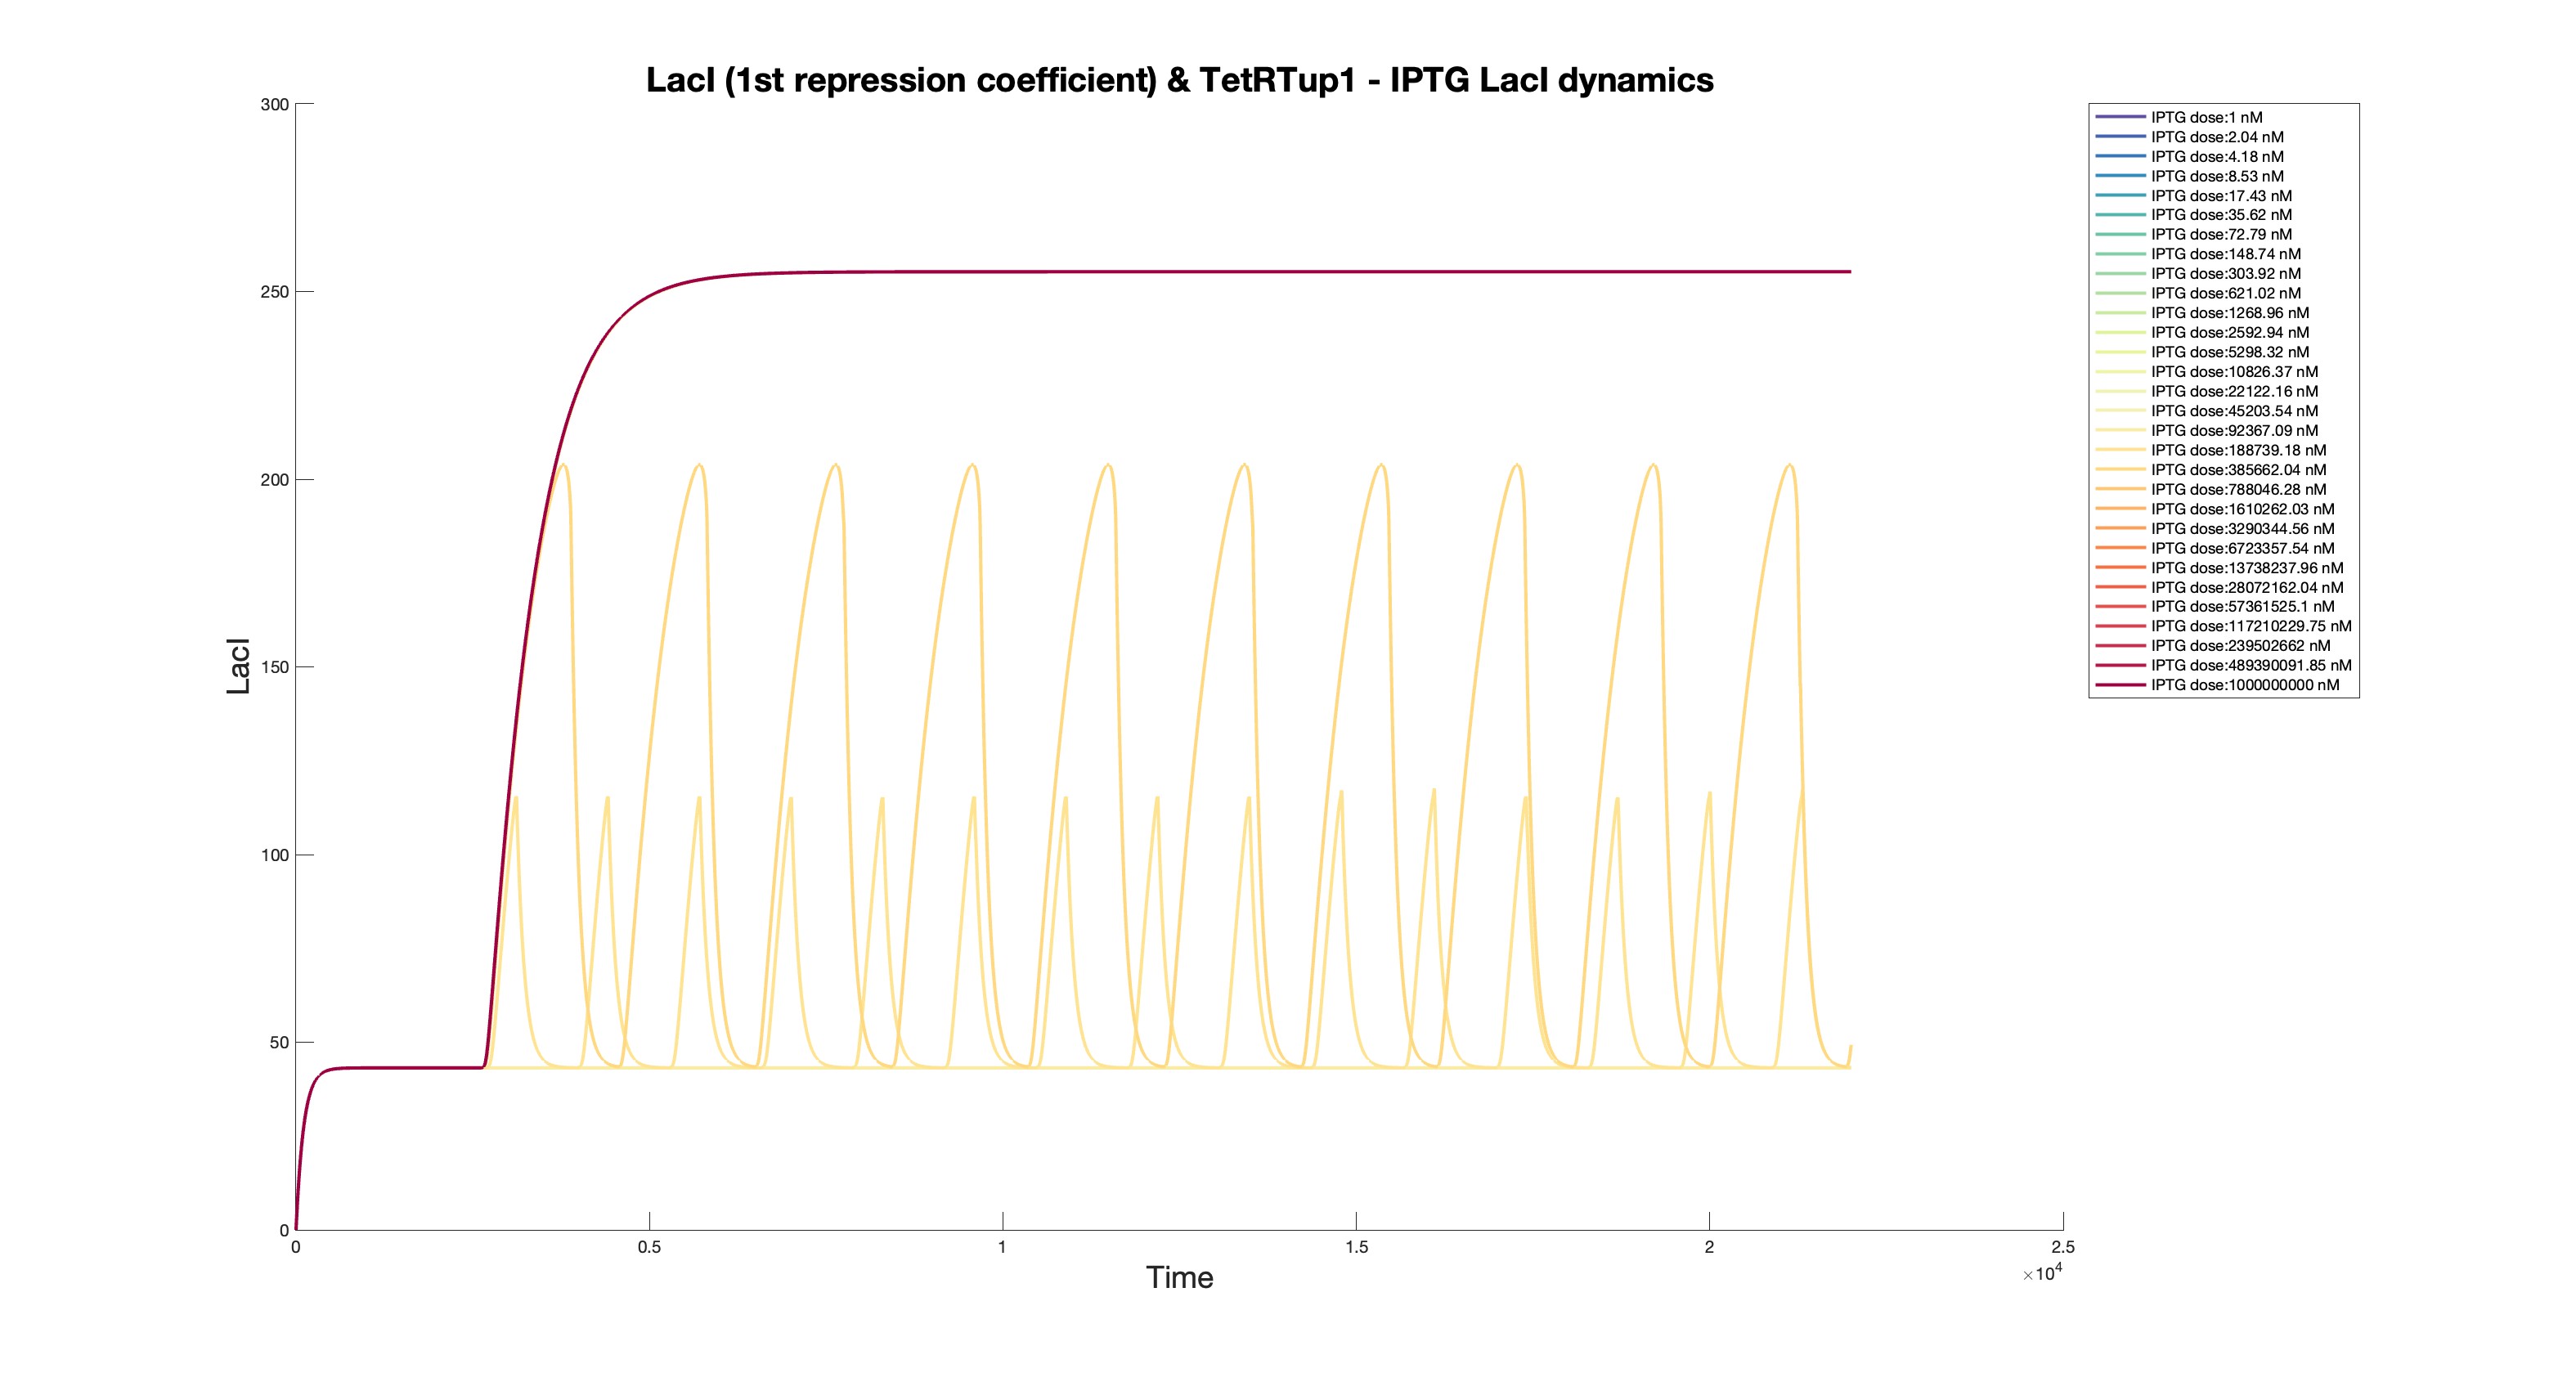 LacI (1st repression coefficient) & TetRTup1 - IPTG LacI dynamics
300
250
200
150
100
50
0
LacI
0
0.5
1
1.5
2
2.5
×10^4
Time
IPTG dose:1 nM
IPTG dose:2.04 nM
IPTG dose:4.18 nM
IPTG dose:8.53 nM
IPTG dose:17.43 nM
IPTG dose:35.62 nM
IPTG dose:72.79 nM
IPTG dose:148.74 nM
IPTG dose:303.92 nM
IPTG dose:621.02 nM
IPTG dose:1268.96 nM
IPTG dose:2592.94 nM
IPTG dose:5298.32 nM
IPTG dose:10826.37 nM
IPTG dose:22122.16 nM
IPTG dose:45203.54 nM
IPTG dose:92367.09 nM
IPTG dose:188739.18 nM
IPTG dose:385662.04 nM
IPTG dose:788046.28 nM
IPTG dose:1610262.03 nM
IPTG dose:3290344.56 nM
IPTG dose:6723357.54 nM
IPTG dose:13738237.96 nM
IPTG dose:28072162.04 nM
IPTG dose:57361525.1 nM
IPTG dose:117210229.75 nM
IPTG dose:239502662 nM
IPTG dose:489390091.85 nM
IPTG dose:1000000000 nM